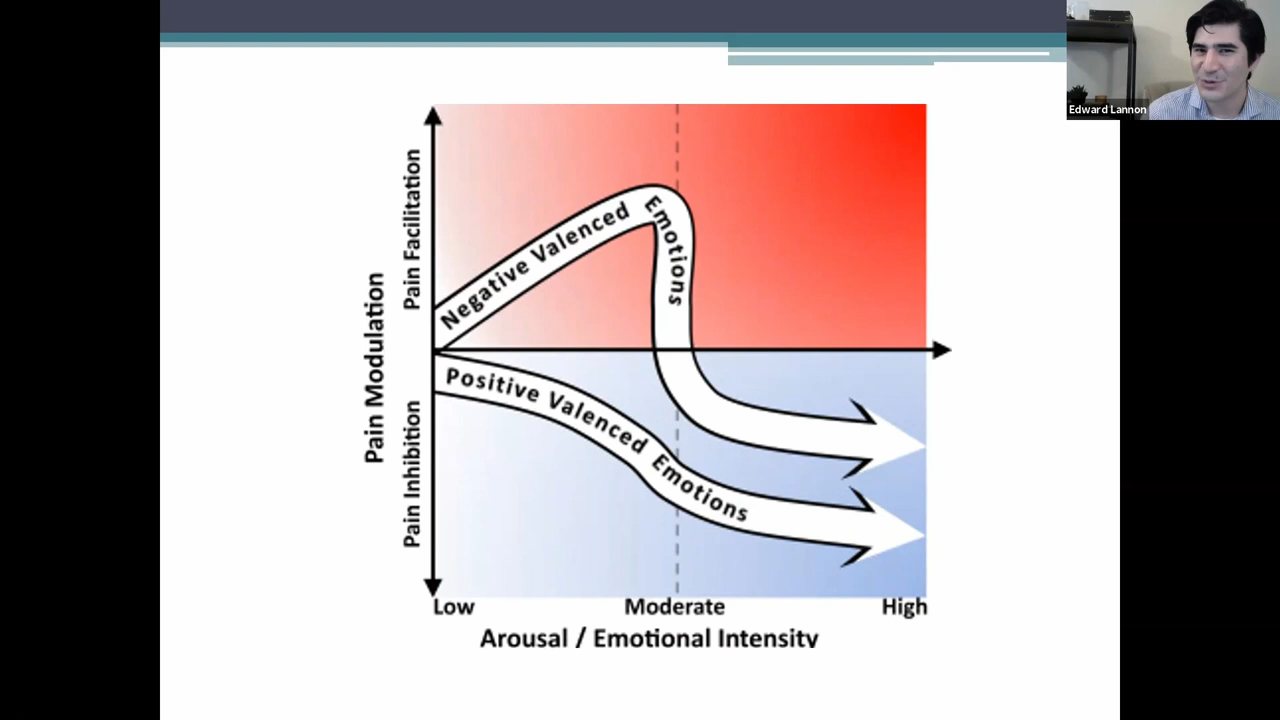 Edward Lannon
Pain Modulation
Pain Facilitation
Pain Inhibition
Negative Valenced Emotions
Positive Valenced Emotions
Low Moderate High
Arousal / Emotional Intensity